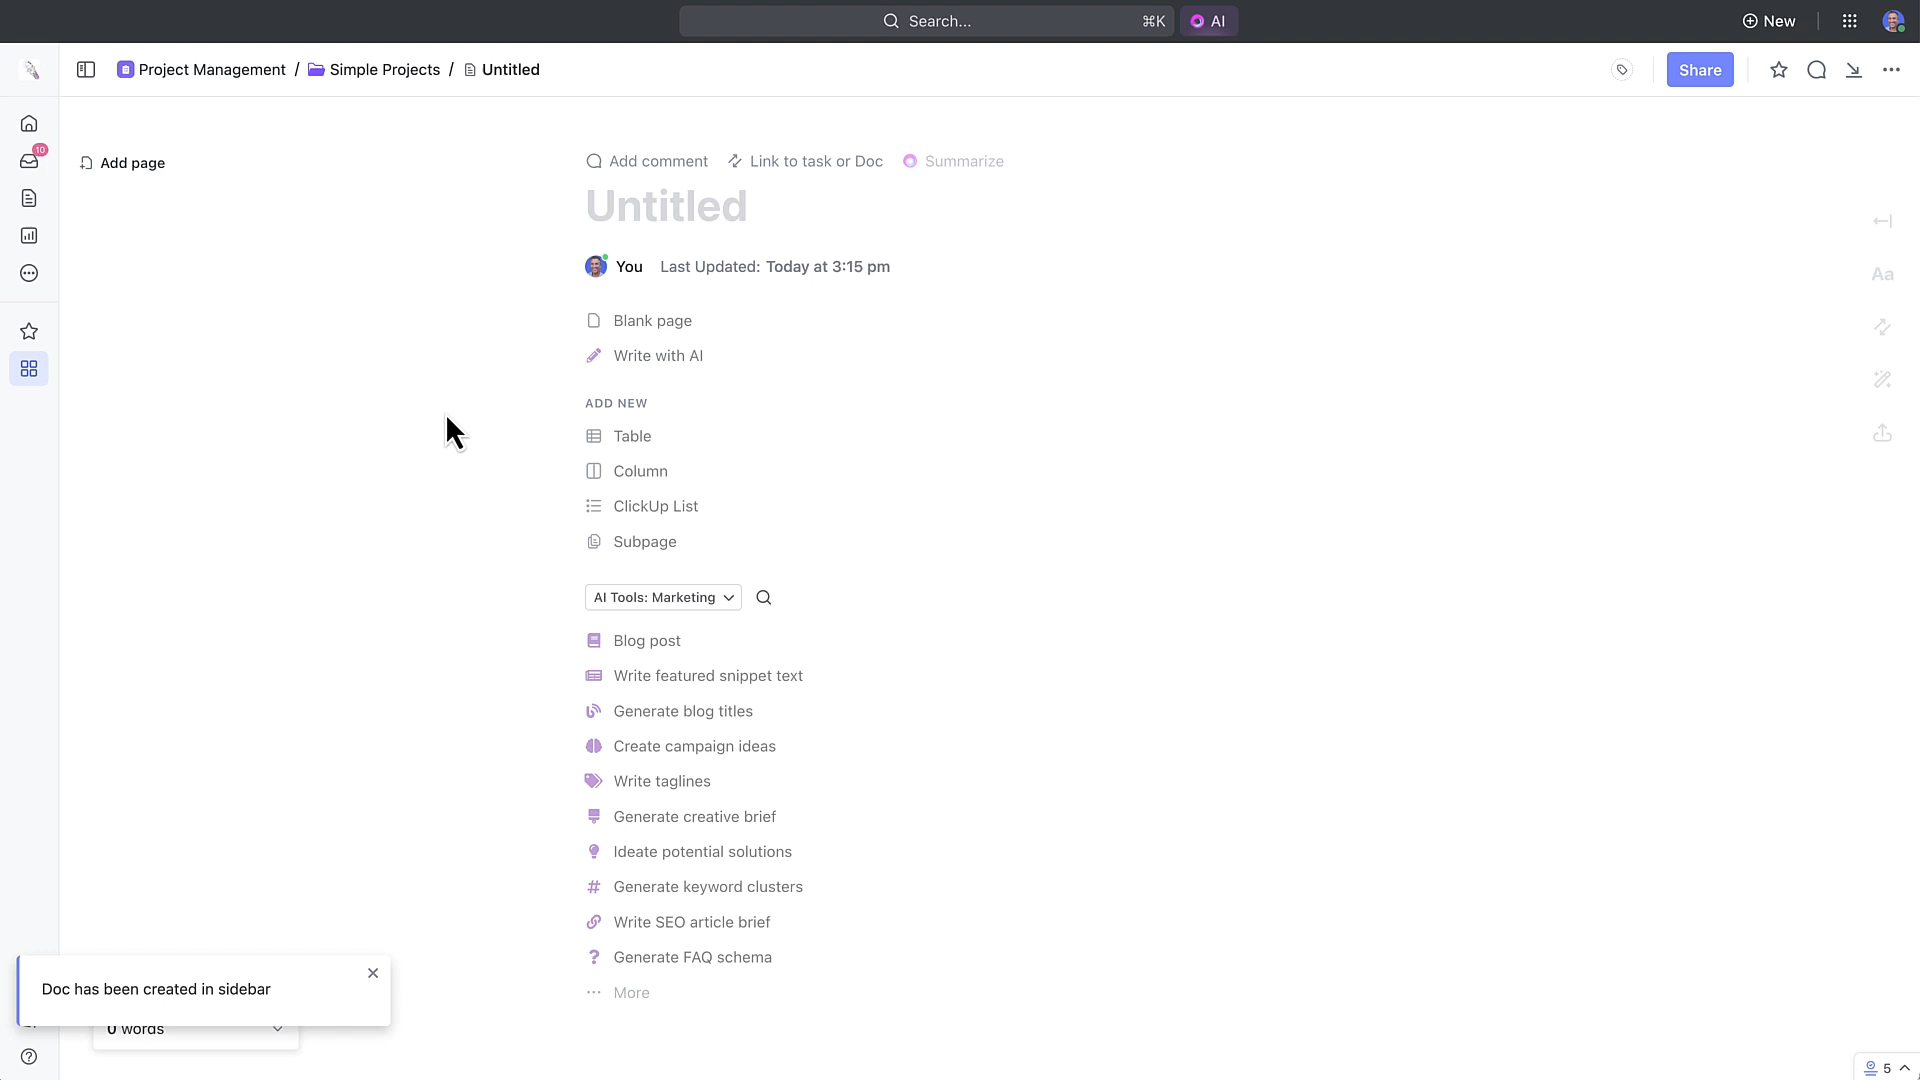 Search... ⌘K AI New
Project Management / Simple Projects / Untitled Share
10
Add page
Add comment Link to task or Doc Summarize
Untitled
You Last Updated: Today at 3:15 pm
Aa
Blank page
Write with AI
ADD NEW
Table
Column
ClickUp List
Subpage
AI Tools: Marketing
Blog post
Write featured snippet text
Generate blog titles
Create campaign ideas
Write taglines
Generate creative brief
Ideate potential solutions
Generate keyword clusters
Write SEO article brief
Generate FAQ schema
More
Doc has been created in sidebar
0 words
5